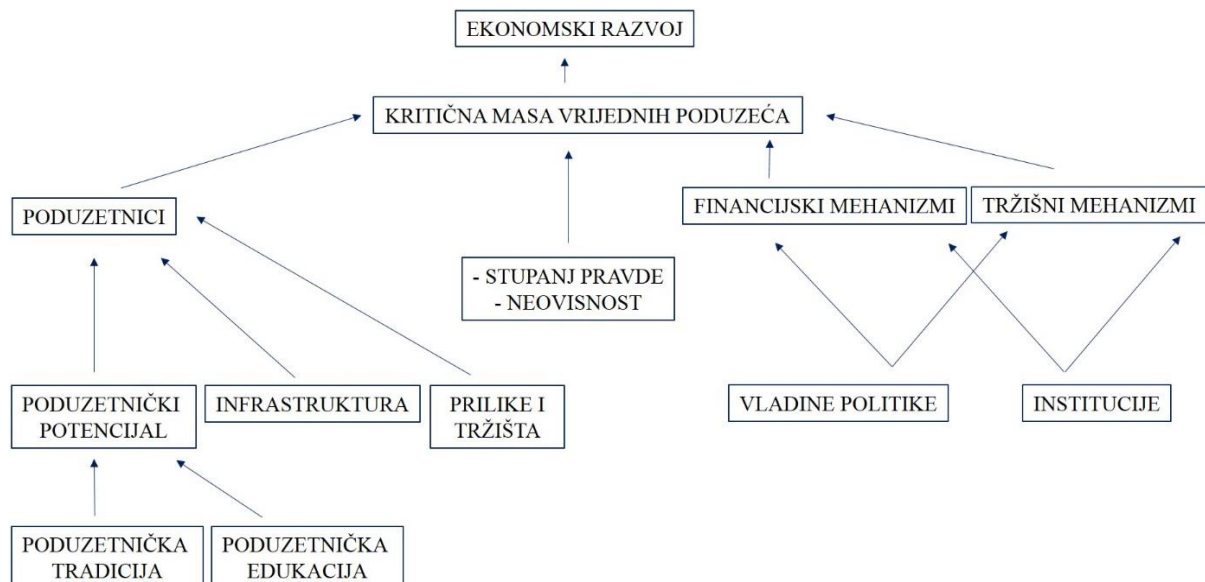 EKONOMSKI RAZVOJ
KRITIČNA MASA VRIJEDNIH PODUZEĆA
PODUZETNICI
FINANCIJSKI MEHANIZMI
TRŽIŠNI MEHANIZMI
- STUPANJ PRAVDE
- NEOVISNOST
PODUZETNIČKI
POTENCIJAL
INFRASTRUKTURA
PRILIKE I
TRŽIŠTA
VLADINE POLITIKE
INSTITUCIJE
PODUZETNIČKA
TRADICIJA
PODUZETNIČKA
EDUKACIJA